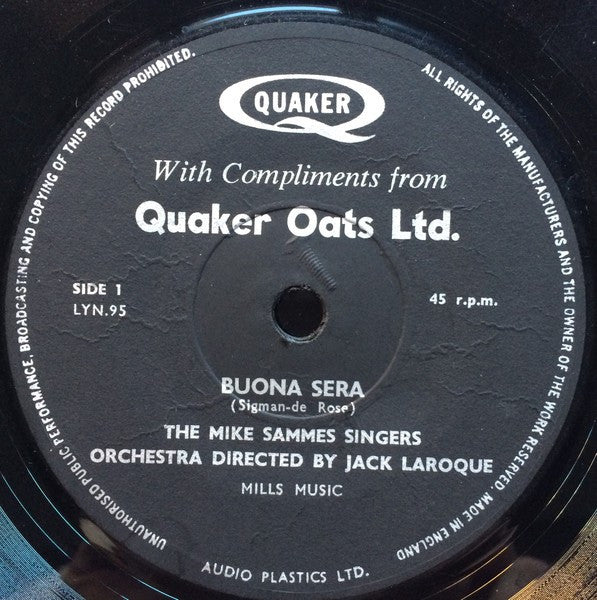 QUAKER
With Compliments from
Quaker Oats Ltd.
SIDE 1
LYN.95
45 r.p.m.
BUONA SERA
(Sigman-de Rose)
THE MIKE SAMMES SINGERS
ORCHESTRA DIRECTED BY JACK LAROQUE
MILLS MUSIC
AUDIO PLASTICS LTD.
UNAUTHORISED PUBLIC PERFORMANCE, BROADCASTING AND COPYING OF THIS RECORD PROHIBITED.
ALL RIGHTS OF THE MANUFACTURERS AND THE OWNER OF THE WORK RESERVED MADE IN ENGLAND